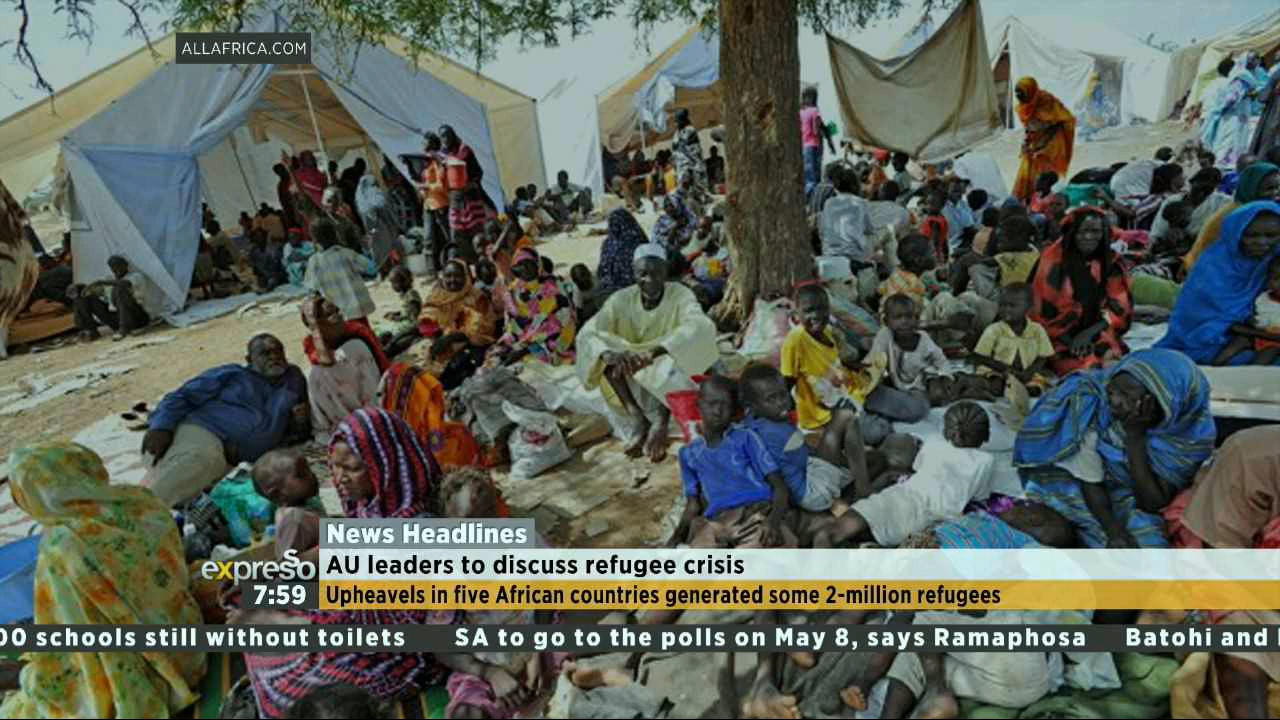 ALLAFRICA.COM
News Headlines
expreso
AU leaders to discuss refugee crisis
7:59
Upheavels in five African countries generated some 2-million refugees
00 schools still without toilets SA to go to the polls on May 8, says Ramaphosa Batohi and